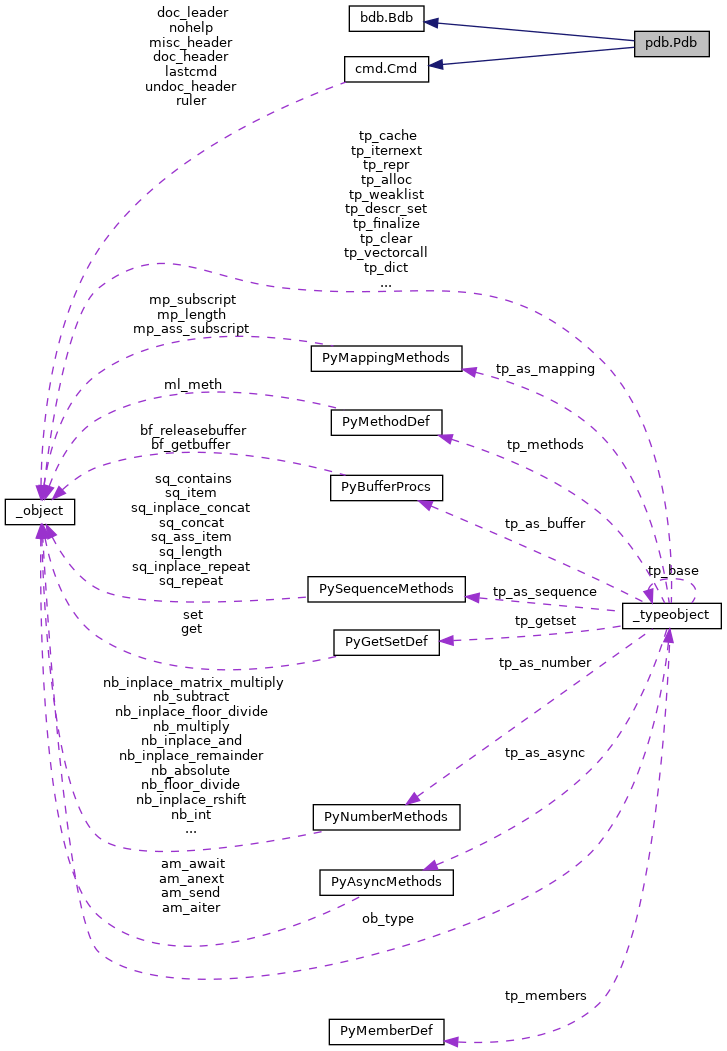 doc_leader
nohelp
misc_header
doc_header
lastcmd
undoc_header
ruler
bdb.Bdb
pdb.Pdb
cmd.Cmd
tp_cache
tp_iternext
tp_repr
tp_alloc
tp_weaklist
tp_descr_set
tp_finalize
tp_clear
tp_vectorcall
tp_dict
...
mp_subscript
mp_length
mp_ass_subscript
PyMappingMethods
tp_as_mapping
ml_meth
PyMethodDef
tp_methods
bf_releasebuffer
bf_getbuffer
PyBufferProcs
tp_as_buffer
_object
sq_contains
sq_item
sq_inplace_concat
sq_concat
sq_ass_item
sq_length
sq_inplace_repeat
sq_repeat
PySequenceMethods
tp_as_sequence
tp_base
_typeobject
set
get
PyGetSetDef
tp_getset
tp_as_number
nb_inplace_matrix_multiply
nb_subtract
nb_inplace_floor_divide
nb_multiply
nb_inplace_and
nb_inplace_remainder
nb_absolute
nb_floor_divide
nb_inplace_rshift
nb_int
...
PyNumberMethods
tp_as_async
am_await
am_anext
am_send
am_aiter
PyAsyncMethods
ob_type
tp_members
PyMemberDef